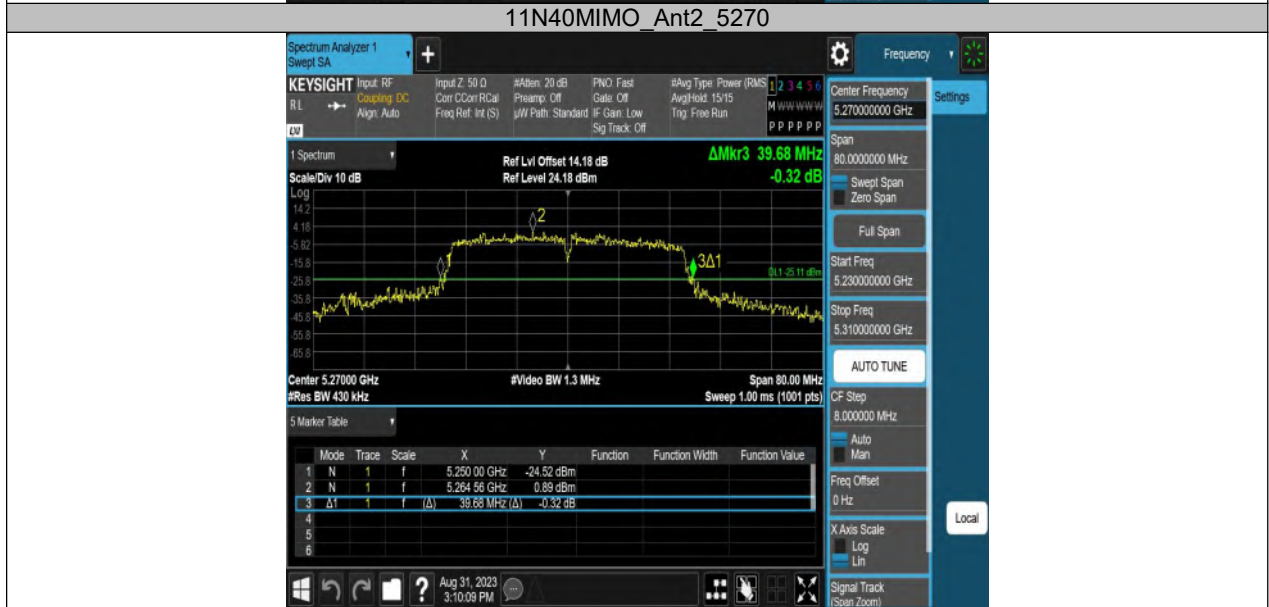 11N40MIMO_Ant2_5270
Spectrum Analyzer 1
Swept SA
Frequency
KEYSIGHT
RL
Input: RF
Coupling: DC
Align: Auto
Input Z: 50 Ω
Corr CCorr RCal
Freq Ref: Int (S)
#Atten: 20 dB
Preamp: Off
µW Path: Standard
PNO: Fast
Gate: Off
IF Gain: Low
Sig Track: Off
#Avg Type: Power (RMS
Avg|Hold: 15/15
Trig: Free Run
1 2 3 4 5 6
M W W W W W
P P P P P P
1 Spectrum
Scale/Div 10 dB
Ref Lvl Offset 14.18 dB
Ref Level 24.18 dBm
ΔMkr3 39.68 MHz
-0.32 dB
Log
14.2
4.18
-5.82
-15.8
-25.8
-35.8
-45.8
-55.8
-65.8
1
2
3Δ1
DL1 -25.11 dBm
Center 5.27000 GHz
#Res BW 430 kHz
#Video BW 1.3 MHz
Span 80.00 MHz
Sweep 1.00 ms (1001 pts)
5 Marker Table
Mode Trace Scale X Y Function Function Width Function Value
1 N 1 f 5.250 00 GHz -24.52 dBm
2 N 1 f 5.264 56 GHz 0.89 dBm
3 Δ1 1 f (Δ) 39.68 MHz (Δ) -0.32 dB
4
5
6
Aug 31, 2023
3:10:09 PM
Center Frequency
5.270000000 GHz
Settings
Span
80.0000000 MHz
Swept Span
Zero Span
Full Span
Start Freq
5.230000000 GHz
Stop Freq
5.310000000 GHz
AUTO TUNE
CF Step
8.000000 MHz
Auto
Man
Freq Offset
0 Hz
X Axis Scale
Log
Lin
Local
Signal Track
(Span Zoom)